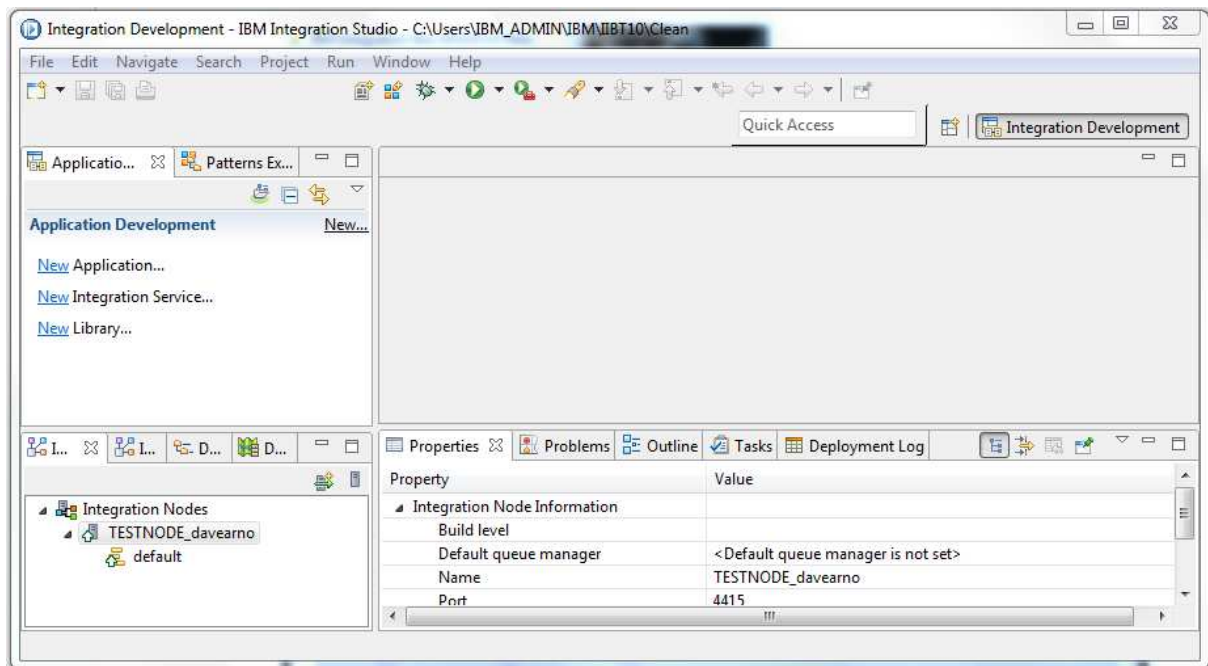 Integration Development - IBM Integration Studio - C:\Users\IBM_ADMIN\IBM\IIBT10\Clean
File Edit Navigate Search Project Run Window Help
Quick Access
Integration Development
Applicatio...
Patterns Ex...
Application Development
New...
New Application...
New Integration Service...
New Library...
I...
I...
D...
D...
Integration Nodes
TESTNODE_davearno
default
Properties
Problems
Outline
Tasks
Deployment Log
Property Value
Integration Node Information
Build level
Default queue manager <Default queue manager is not set>
Name TESTNODE_davearno
Port 4415